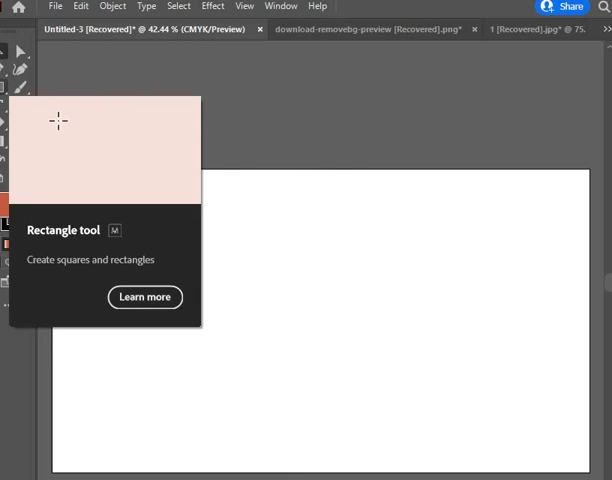 File Edit Object Type Select Effect View Window Help Share
Untitled-3 [Recovered]* @ 42.44 % (CMYK/Preview) × download-removebg-preview [Recovered].png* × 1 [Recovered].jpg* @ 75.
Rectangle tool M
Create squares and rectangles
Learn more